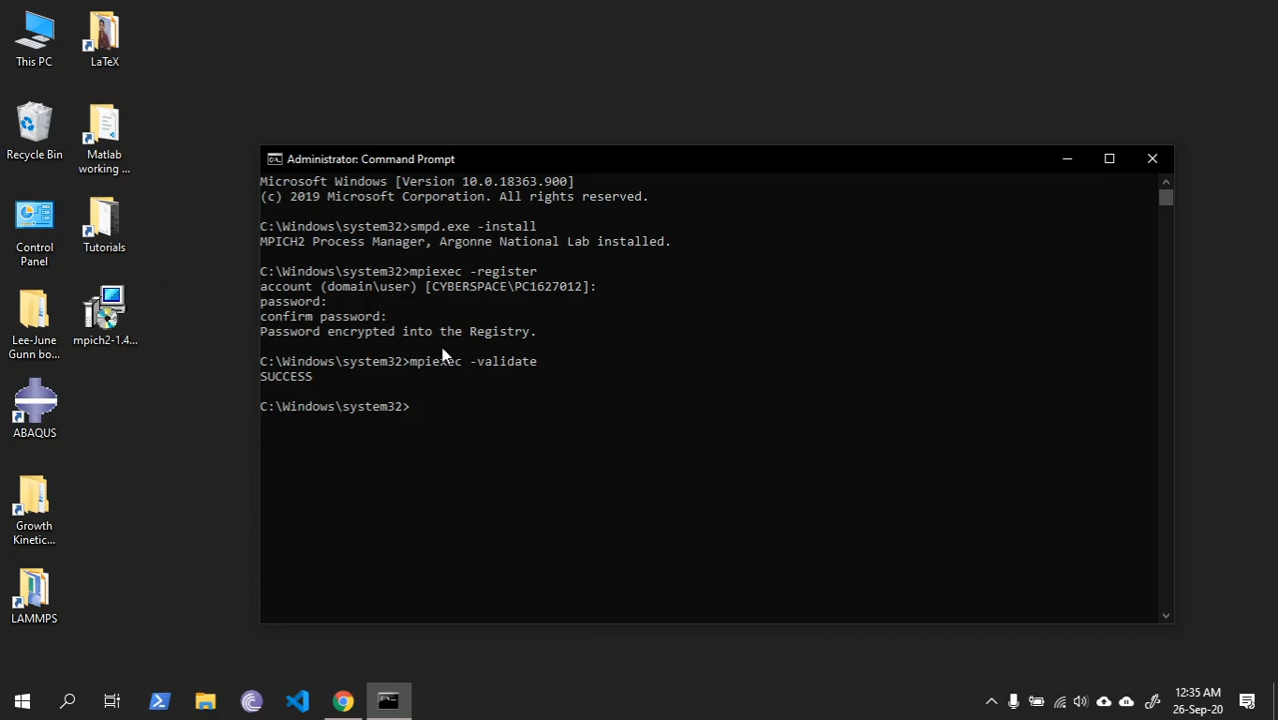 This PC
LaTeX
Recycle Bin
Matlab
working ...
Control
Panel
Tutorials
Lee-June
Gunn bo...
mpich2-1.4...
ABAQUS
Growth
Kinetic...
LAMMPS
Administrator: Command Prompt
Microsoft Windows [Version 10.0.18363.900]
(c) 2019 Microsoft Corporation. All rights reserved.
C:\Windows\system32>smpd.exe -install
MPICH2 Process Manager, Argonne National Lab installed.
C:\Windows\system32>mpiexec -register
account (domain\user) [CYBERSPACE\PC1627012]:
password:
confirm password:
Password encrypted into the Registry.
C:\Windows\system32>mpiexec -validate
SUCCESS
C:\Windows\system32>
12:35 AM
26-Sep-20